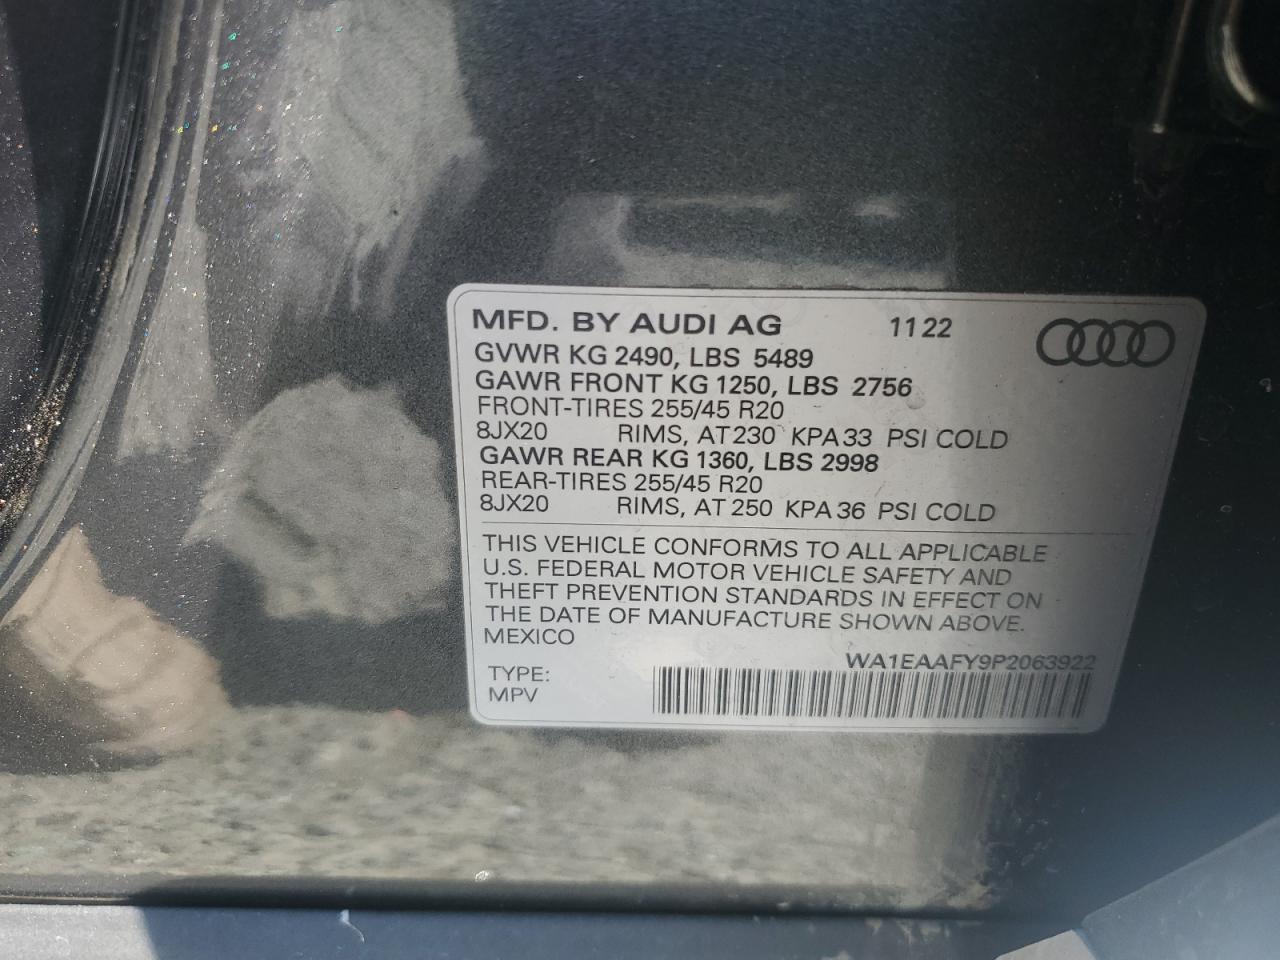 MFD. BY AUDI AG 11 22
GVWR KG 2490, LBS 5489
GAWR FRONT KG 1250, LBS 2756
FRONT-TIRES 255/45 R20
8JX20 RIMS, AT 230 KPA 33 PSI COLD
GAWR REAR KG 1360, LBS 2998
REAR-TIRES 255/45 R20
8JX20 RIMS, AT 250 KPA 36 PSI COLD
THIS VEHICLE CONFORMS TO ALL APPLICABLE
U.S. FEDERAL MOTOR VEHICLE SAFETY AND
THEFT PREVENTION STANDARDS IN EFFECT ON
THE DATE OF MANUFACTURE SHOWN ABOVE.
MEXICO
WA1EAAFY9P2063922
TYPE:
MPV